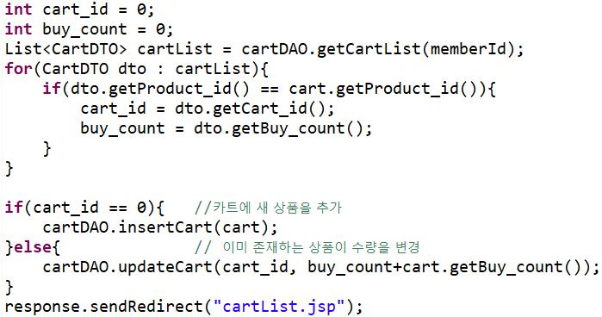 int cart_id = 0;
int buy_count = 0;
List<CartDTO> cartList = cartDAO.getCartList(memberId);
for(CartDTO dto : cartList){
    if(dto.getProduct_id() == cart.getProduct_id()){
        cart_id = dto.getCart_id();
        buy_count = dto.getBuy_count();
    }
}

if(cart_id == 0){   //카트에 새 상품을 추가
    cartDAO.insertCart(cart);
}else{              // 이미 존재하는 상품이 수량을 변경
    cartDAO.updateCart(cart_id, buy_count+cart.getBuy_count());
}
response.sendRedirect("cartList.jsp");